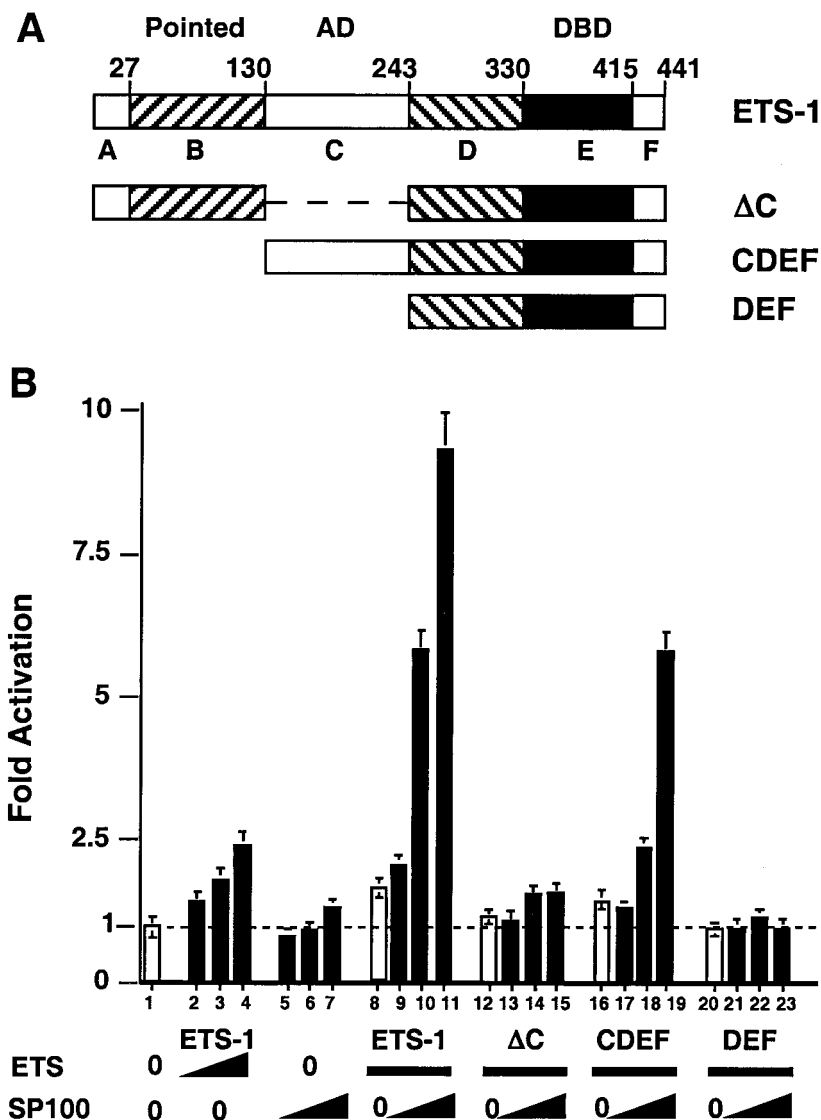 A
Pointed AD DBD
27 130 243 330 415 441
ETS-1
A B C D E F
ΔC
CDEF
DEF
B
Fold Activation
10
7.5
5
2.5
1
0
1 2 3 4 5 6 7 8 9 10 11 12 13 14 15 16 17 18 19 20 21 22 23
ETS-1 ETS-1 ΔC CDEF DEF
ETS 0 0
SP100 0 0 0 0 0 0